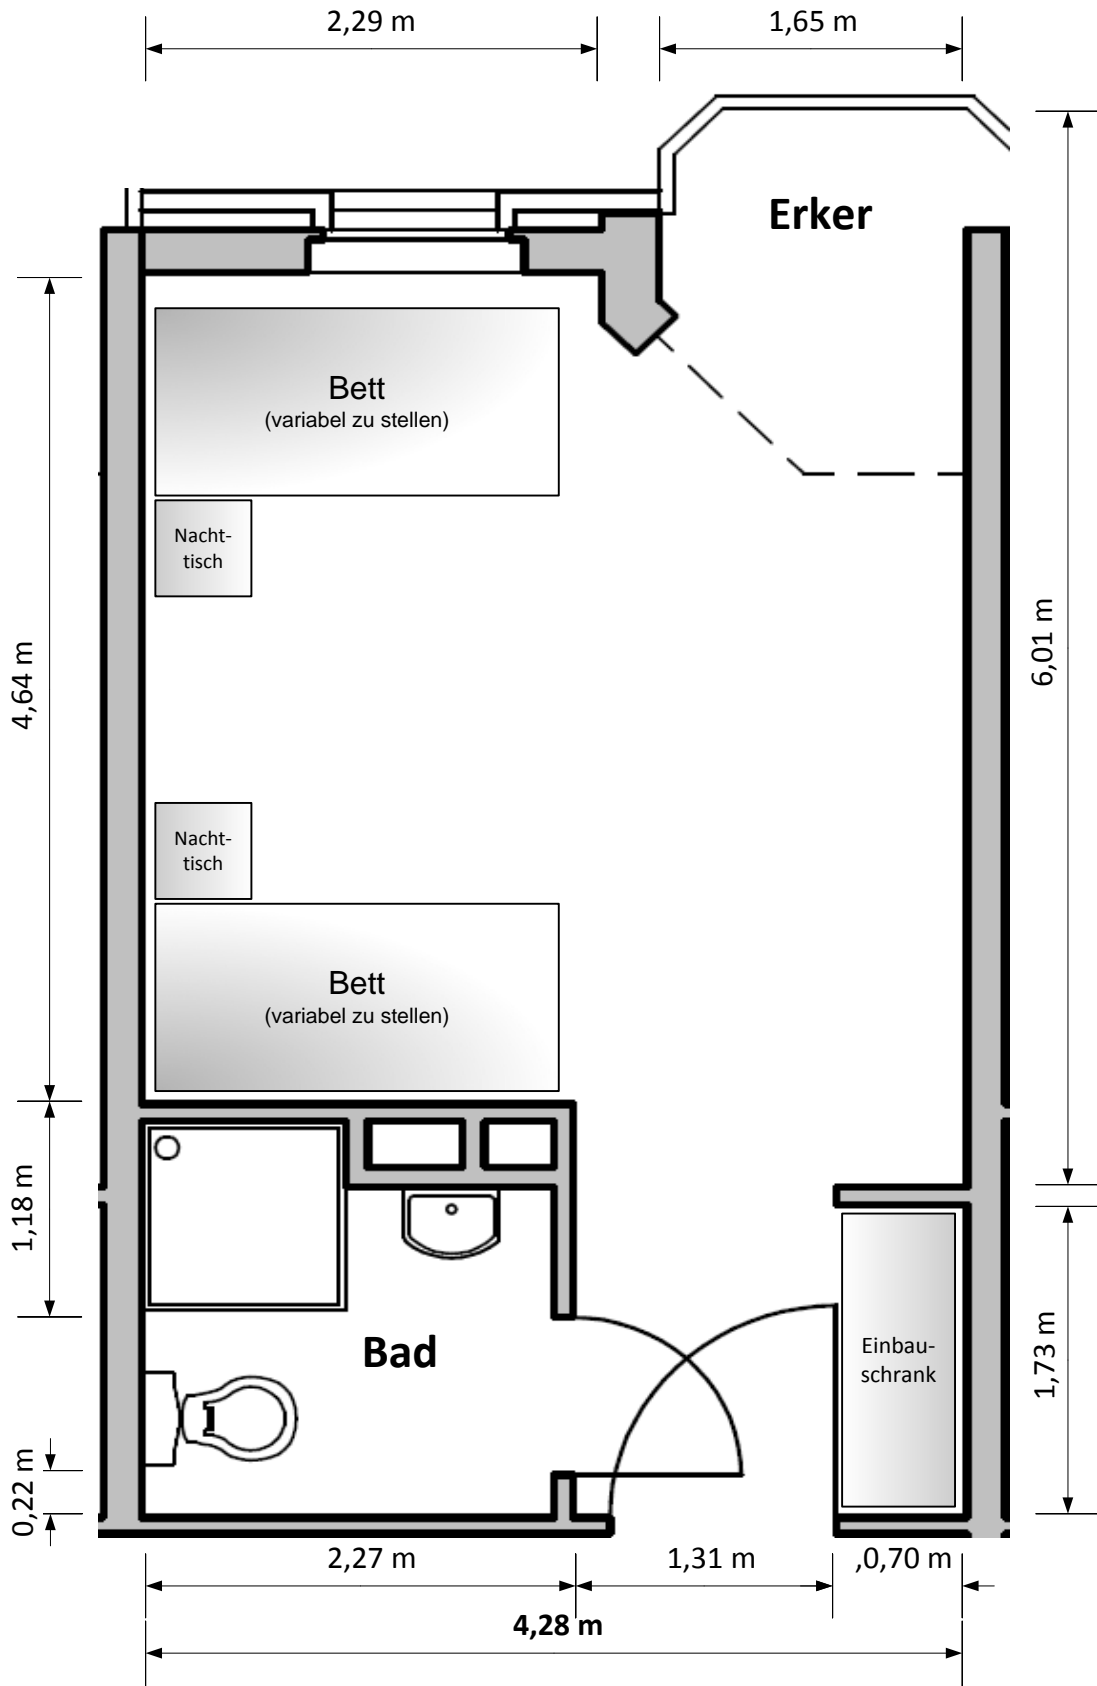 2,29 m
1,65 m
Erker
Bett
(variabel zu stellen)
Nacht-
tisch
4,64 m
6,01 m
Nacht-
tisch
Bett
(variabel zu stellen)
1,18 m
Bad
Einbau-
schrank
1,73 m
0,22 m
2,27 m
1,31 m
,0,70 m
4,28 m